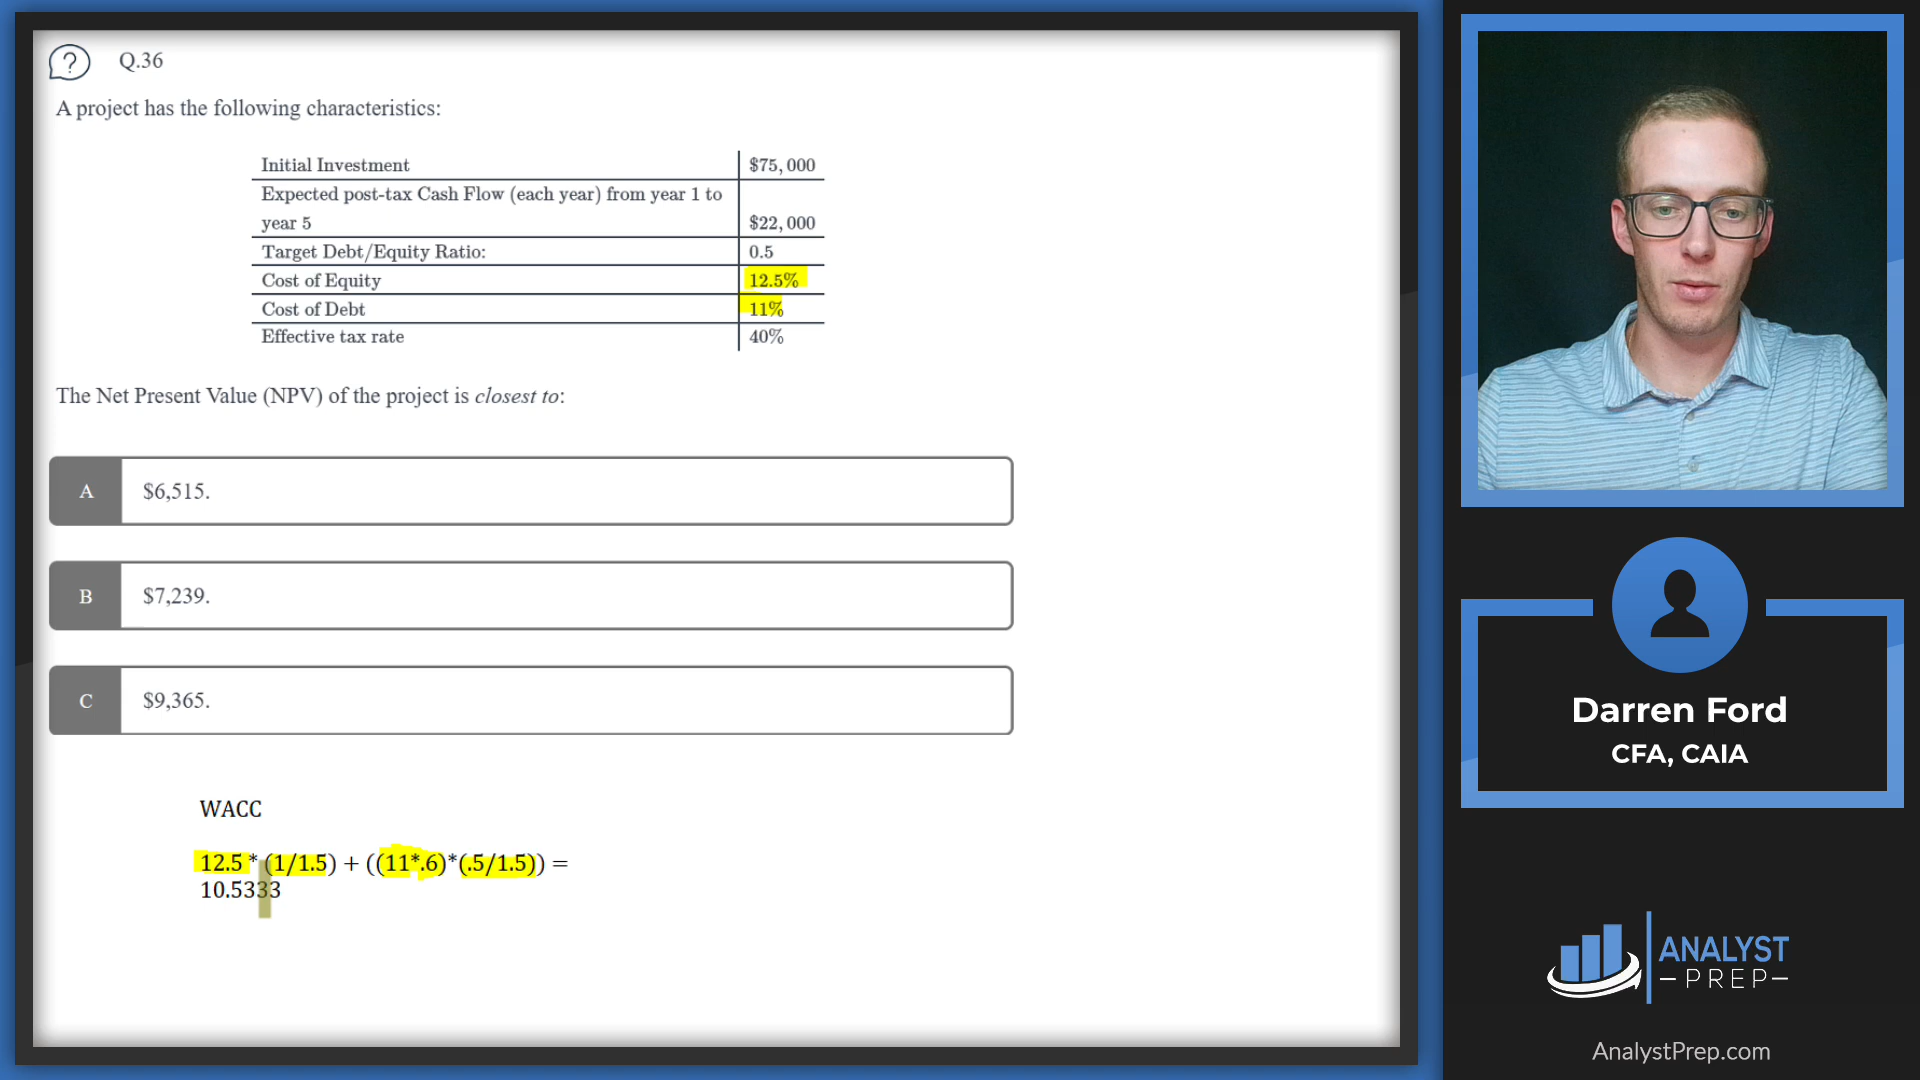 ?
Q.36
A project has the following characteristics:
Initial Investment $75,000
Expected post-tax Cash Flow (each year) from year 1 to
year 5 $22,000
Target Debt/Equity Ratio: 0.5
Cost of Equity 12.5%
Cost of Debt 11%
Effective tax rate 40%
The Net Present Value (NPV) of the project is closest to:
A $6,515.
B $7,239.
C $9,365.
WACC
12.5 * (1/1.5) + ((11*.6)*(.5/1.5)) =
10.5333
Darren Ford
CFA, CAIA
ANALYST
PREP
AnalystPrep.com